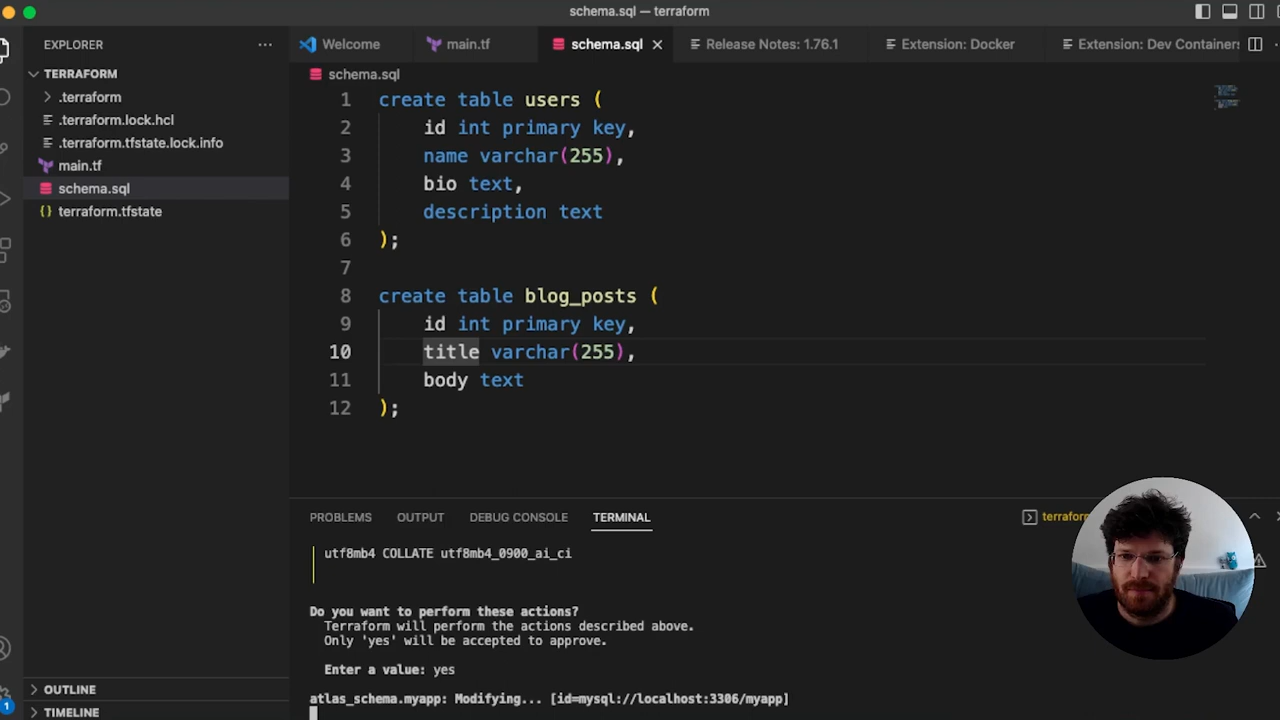 schema.sql — terraform
EXPLORER
Welcome
main.tf
schema.sql
Release Notes: 1.76.1
Extension: Docker
Extension: Dev Containers
TERRAFORM
.terraform
.terraform.lock.hcl
.terraform.tfstate.lock.info
main.tf
schema.sql
terraform.tfstate
schema.sql
1 create table users (
2 id int primary key,
3 name varchar(255),
4 bio text,
5 description text
6 );
7
8 create table blog_posts (
9 id int primary key,
10 title varchar(255),
11 body text
12 );
PROBLEMS OUTPUT DEBUG CONSOLE TERMINAL
terraform
utf8mb4 COLLATE utf8mb4_0900_ai_ci
Do you want to perform these actions?
Terraform will perform the actions described above.
Only 'yes' will be accepted to approve.
Enter a value: yes
atlas_schema.myapp: Modifying... [id=mysql://localhost:3306/myapp]
OUTLINE
TIMELINE
1